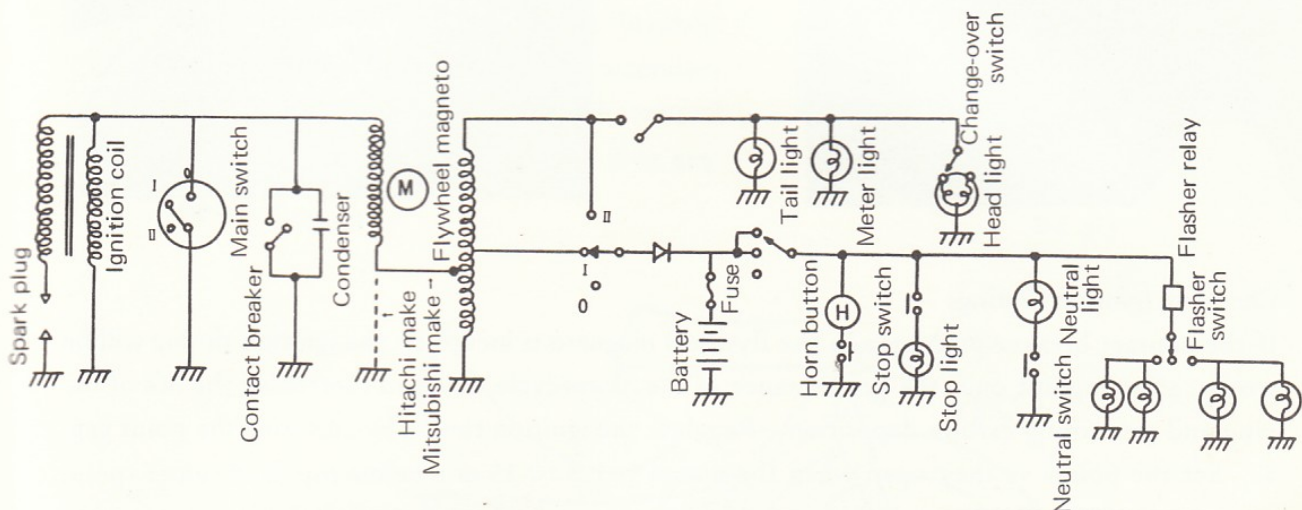 Spark plug
Ignition coil
II
I
0
Main switch
Contact breaker
Condenser
M
Flywheel magneto
Hitachi make →
Mitsubishi make →
II
I
0
Battery
Fuse
Horn button
H
Stop switch
Stop light
Tail light
Meter light
Head light
Change-over
switch
Neutral switch
Neutral
light
Flasher relay
Flasher
switch